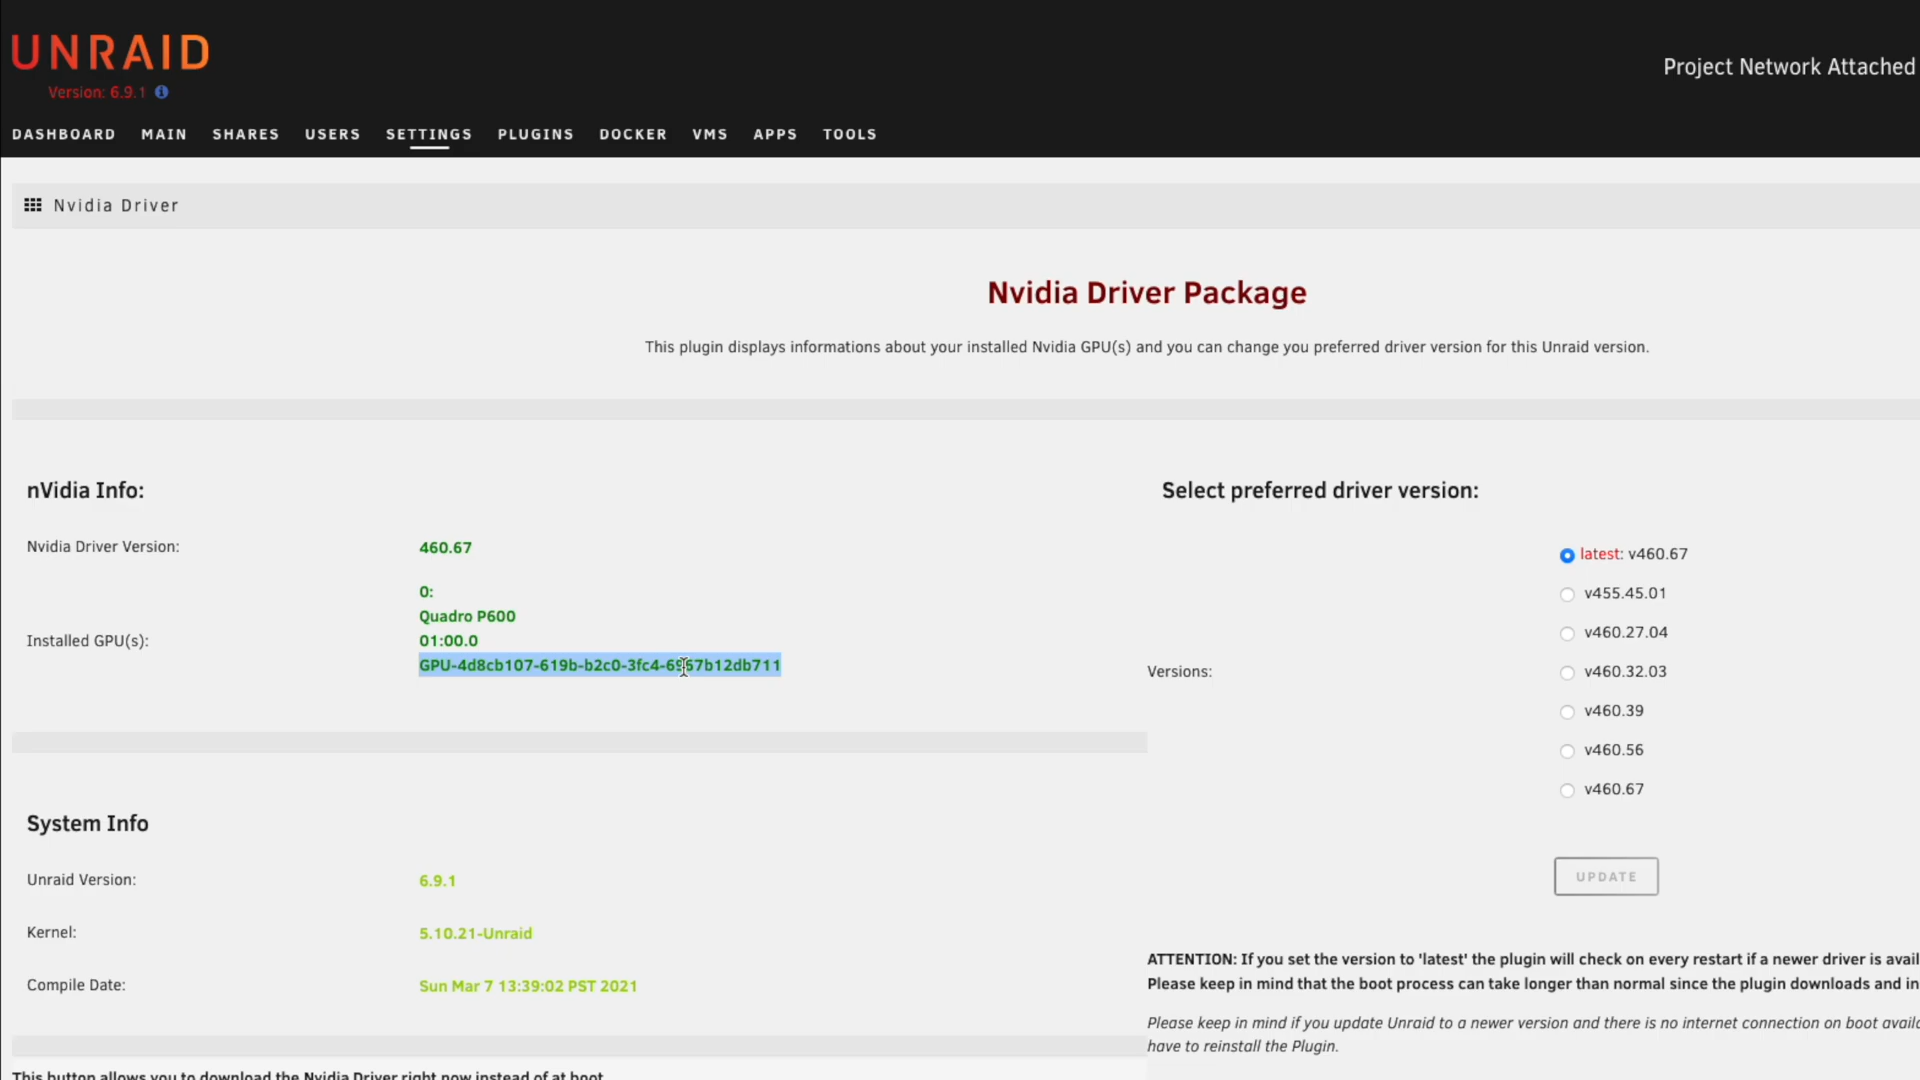 UNRAID
Version: 6.9.1
Project Network Attached
DASHBOARD MAIN SHARES USERS SETTINGS PLUGINS DOCKER VMS APPS TOOLS
Nvidia Driver
Nvidia Driver Package
This plugin displays informations about your installed Nvidia GPU(s) and you can change you preferred driver version for this Unraid version.
nVidia Info:
Nvidia Driver Version: 460.67
Installed GPU(s):
0:
Quadro P600
01:00.0
GPU-4d8cb107-619b-b2c0-3fc4-6967b12db711
System Info
Unraid Version: 6.9.1
Kernel: 5.10.21-Unraid
Compile Date: Sun Mar 7 13:39:02 PST 2021
This button allows you to download the Nvidia Driver right now instead of at boot
Select preferred driver version:
Versions:
latest: v460.67
v455.45.01
v460.27.04
v460.32.03
v460.39
v460.56
v460.67
UPDATE
ATTENTION: If you set the version to 'latest' the plugin will check on every restart if a newer driver is avail
Please keep in mind that the boot process can take longer than normal since the plugin downloads and in
Please keep in mind if you update Unraid to a newer version and there is no internet connection on boot availa
have to reinstall the Plugin.